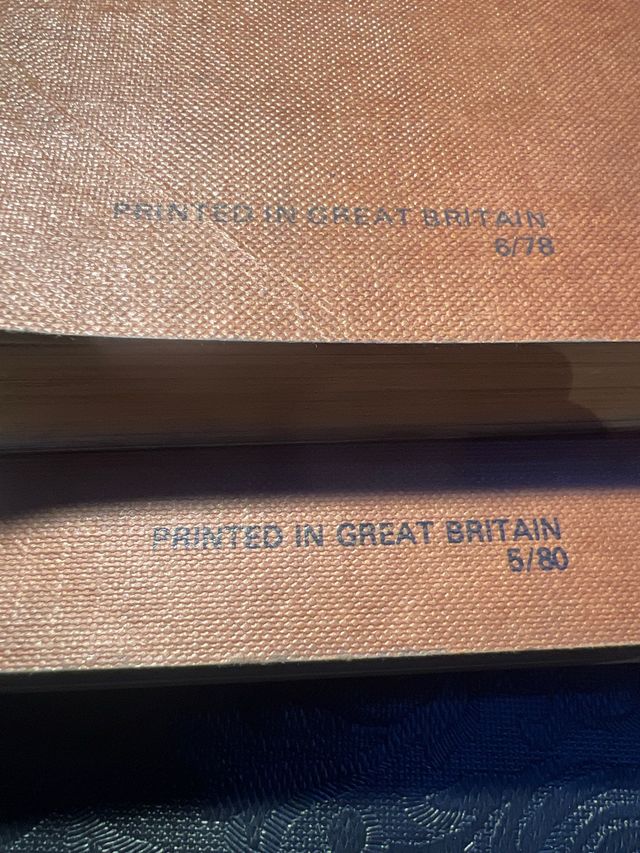 PRINTED IN GREAT BRITAIN
6/78
PRINTED IN GREAT BRITAIN
5/80